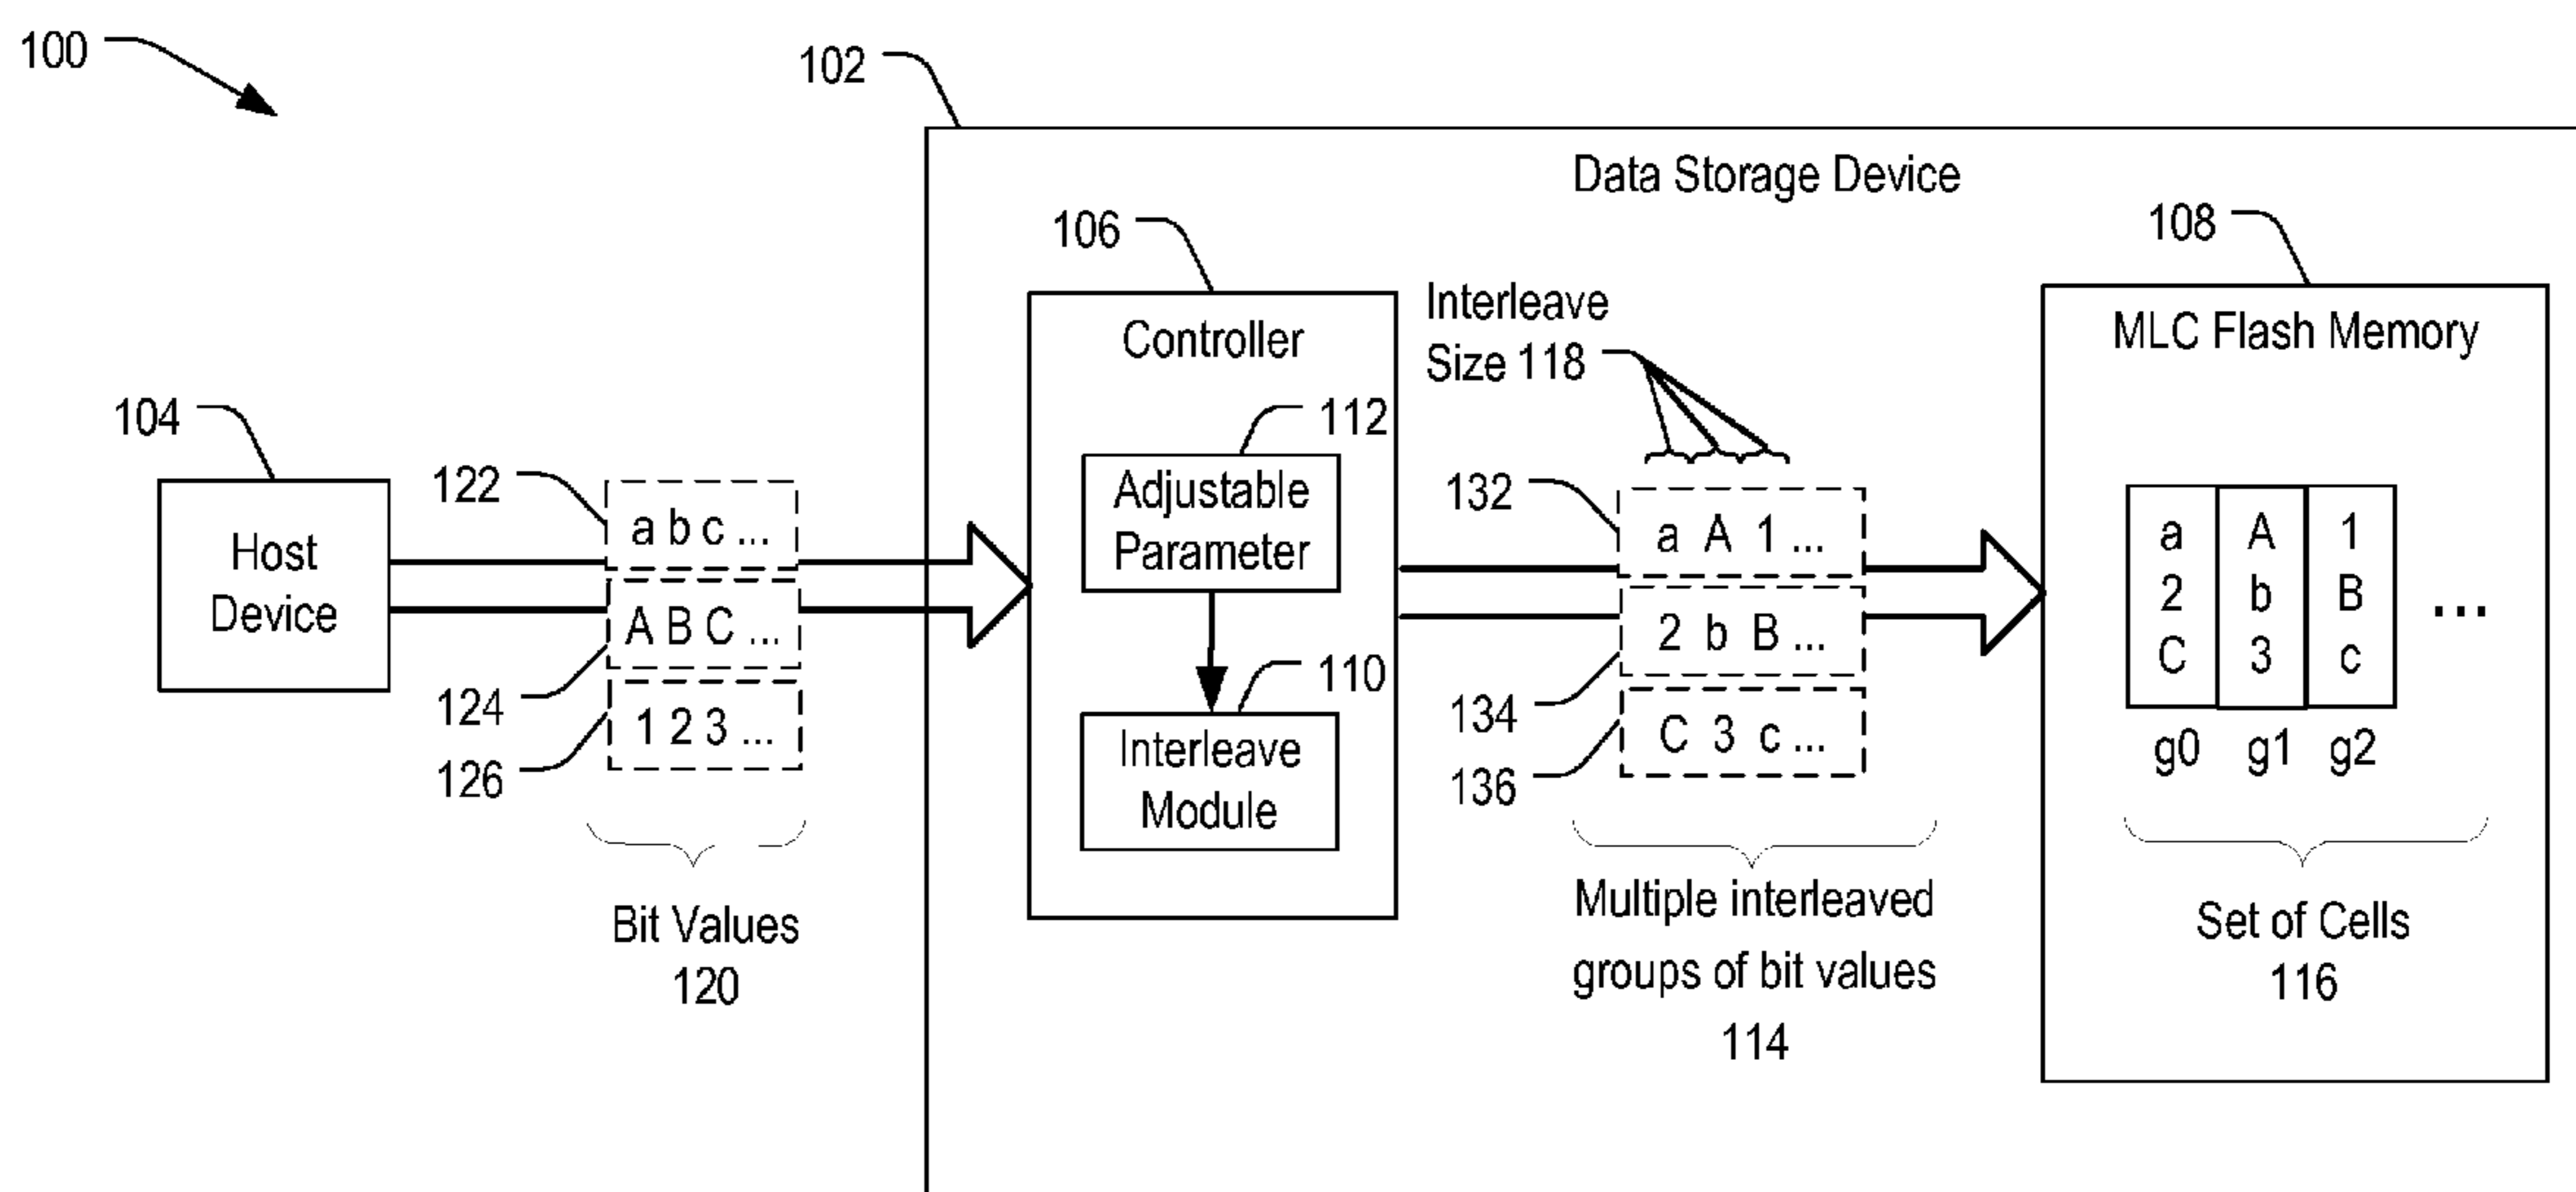 100
102
Data Storage Device
106
108
Interleave
Size 118
Controller
MLC Flash Memory
104
112
122
132
Adjustable
Parameter
a b c ...
a A 1 ...
a A 1
Host
Device
A B C ...
2 b B ...
2 b B ...
124
134
C 3 c
110
126
1 2 3 ...
136
C 3 c ...
Interleave
Module
g0 g1 g2
Bit Values
120
Multiple interleaved
groups of bit values
114
Set of Cells
116